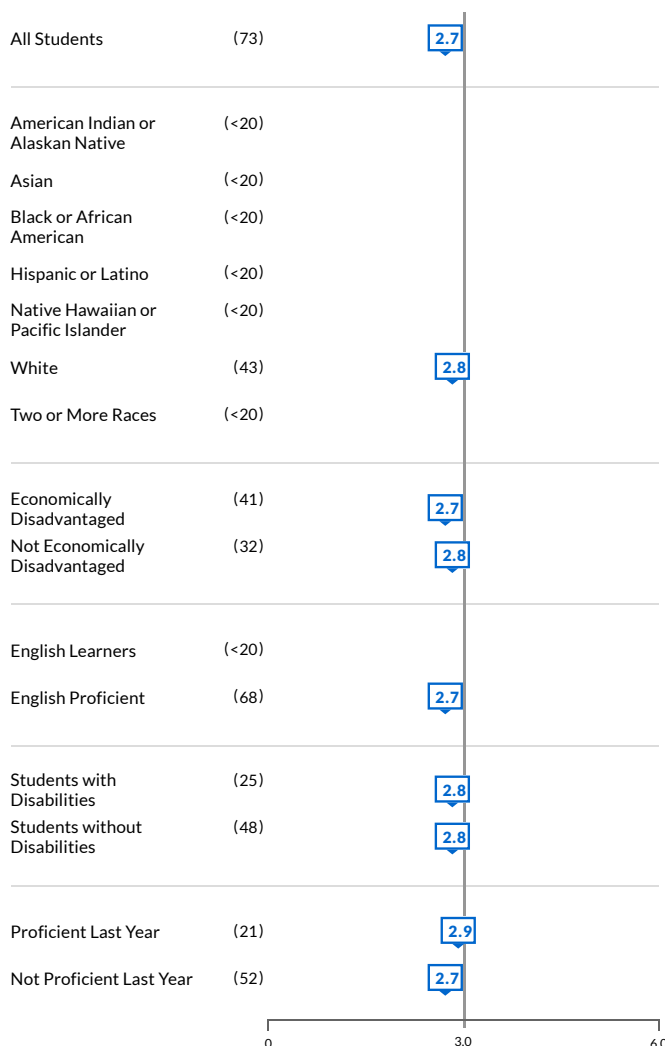 All Students (73) 2.7
American Indian or (<20)
Alaskan Native
Asian (<20)
Black or African (<20)
American
Hispanic or Latino (<20)
Native Hawaiian or (<20)
Pacific Islander
White (43) 2.8
Two or More Races (<20)
Economically (41) 2.7
Disadvantaged
Not Economically (32) 2.8
Disadvantaged
English Learners (<20)
English Proficient (68) 2.7
Students with (25) 2.8
Disabilities
Students without (48) 2.8
Disabilities
Proficient Last Year (21) 2.9
Not Proficient Last Year (52) 2.7
0 3.0 6.0